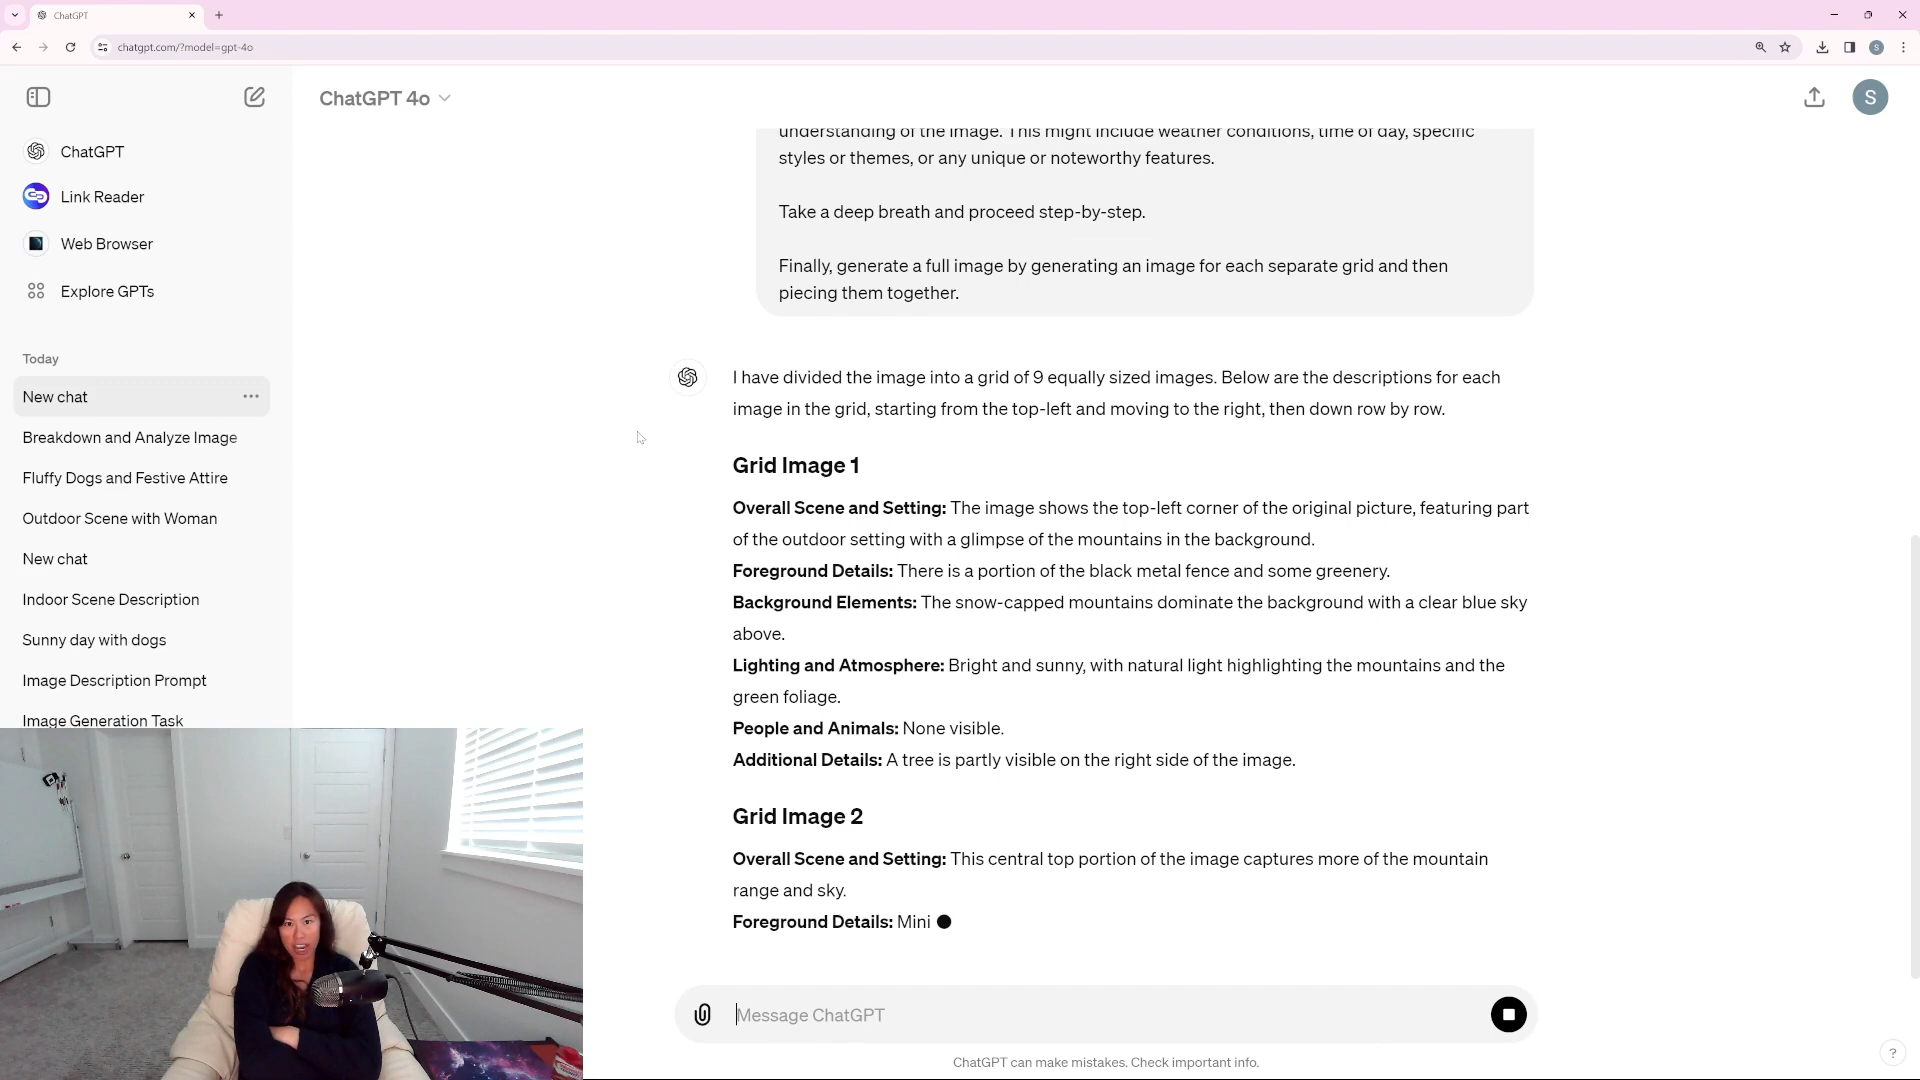 ChatGPT
chatgpt.com/?model=gpt-4o
S
ChatGPT 4o
S
ChatGPT
Link Reader
Web Browser
Explore GPTs
Today
New chat
Breakdown and Analyze Image
Fluffy Dogs and Festive Attire
Outdoor Scene with Woman
New chat
Indoor Scene Description
Sunny day with dogs
Image Description Prompt
Image Generation Task
understanding of the image. This might include weather conditions, time of day, specific
styles or themes, or any unique or noteworthy features.
Take a deep breath and proceed step-by-step.
Finally, generate a full image by generating an image for each separate grid and then
piecing them together.
I have divided the image into a grid of 9 equally sized images. Below are the descriptions for each
image in the grid, starting from the top-left and moving to the right, then down row by row.
Grid Image 1
Overall Scene and Setting: The image shows the top-left corner of the original picture, featuring part
of the outdoor setting with a glimpse of the mountains in the background.
Foreground Details: There is a portion of the black metal fence and some greenery.
Background Elements: The snow-capped mountains dominate the background with a clear blue sky
above.
Lighting and Atmosphere: Bright and sunny, with natural light highlighting the mountains and the
green foliage.
People and Animals: None visible.
Additional Details: A tree is partly visible on the right side of the image.
Grid Image 2
Overall Scene and Setting: This central top portion of the image captures more of the mountain
range and sky.
Foreground Details: Mini
Message ChatGPT
ChatGPT can make mistakes. Check important info.
?